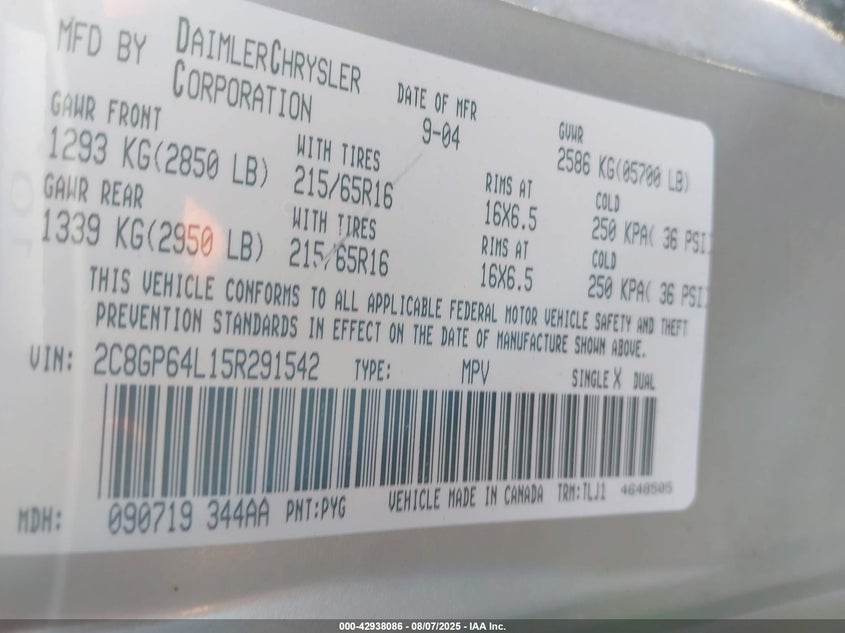 MFD BY DAIMLERCHRYSLER CORPORATION
DATE OF MFR 9-04
GVWR 2586 KG(05700 LB)
GAWR FRONT
1293 KG(2850 LB)
WITH TIRES
215/65R16
RIMS AT
16X6.5
COLD
250 KPA( 36 PSI)
GAWR REAR
1339 KG(2950 LB)
WITH TIRES
215/65R16
RIMS AT
16X6.5
COLD
250 KPA( 36 PSI)
THIS VEHICLE CONFORMS TO ALL APPLICABLE FEDERAL MOTOR VEHICLE SAFETY AND THEFT
PREVENTION STANDARDS IN EFFECT ON THE DATE OF MANUFACTURE SHOWN ABOVE.
VIN: 2C8GP64L15R291542 TYPE: MPV SINGLE X DUAL
MDH: 090719 344AA PNT:PYG VEHICLE MADE IN CANADA TRM:TLJ1 4648505
000-42938086 - 08/07/2025 - IAA Inc.